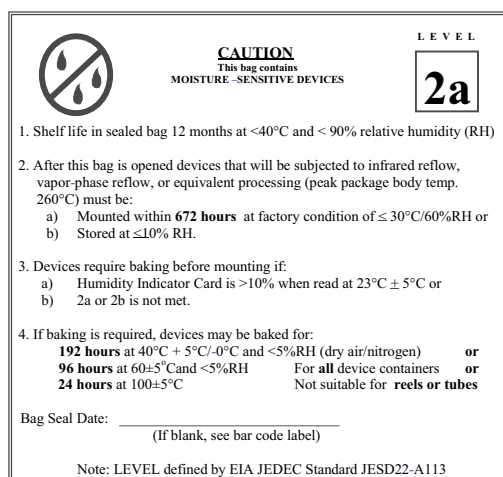 L E V E L
CAUTION
This bag contains
MOISTURE –SENSITIVE DEVICES
2a
1. Shelf life in sealed bag 12 months at <40°C and < 90% relative humidity (RH)
2. After this bag is opened devices that will be subjected to infrared reflow,
vapor-phase reflow, or equivalent processing (peak package body temp.
260°C) must be:
a) Mounted within 672 hours at factory condition of ≤ 30°C/60%RH or
b) Stored at ≤10% RH.
3. Devices require baking before mounting if:
a) Humidity Indicator Card is >10% when read at 23°C ± 5°C or
b) 2a or 2b is not met.
4. If baking is required, devices may be baked for:
192 hours at 40°C + 5°C/-0°C and <5%RH (dry air/nitrogen) or
96 hours at 60±5°Cand <5%RH For all device containers or
24 hours at 100±5°C Not suitable for reels or tubes
Bag Seal Date: ______________________________
(If blank, see bar code label)
Note: LEVEL defined by EIA JEDEC Standard JESD22-A113